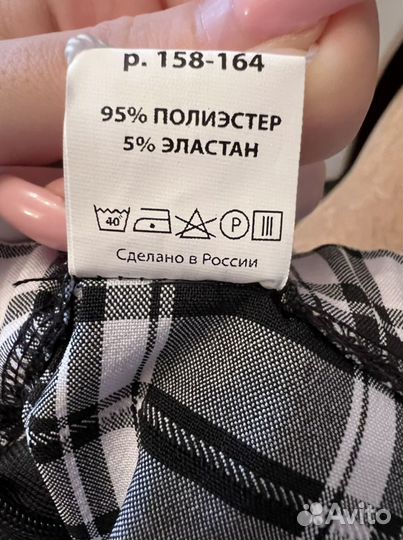 р. 158-164
95% ПОЛИЭСТЕР
5% ЭЛАСТАН
40°
P
Сделано в России
Avito